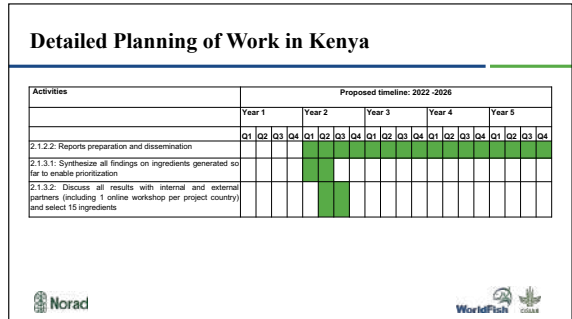 Detailed Planning of Work in Kenya
Activities Proposed timeline: 2022 -2026
Year 1 Year 2 Year 3 Year 4 Year 5
Q1 Q2 Q3 Q4 Q1 Q2 Q3 Q4 Q1 Q2 Q3 Q4 Q1 Q2 Q3 Q4 Q1 Q2 Q3 Q4
2.1.2.2: Reports preparation and dissemination
2.1.3.1: Synthesize all findings on ingredients generated so
far to enable prioritization
2.1.3.2: Discuss all results with internal and external
partners (including 1 online workshop per project country)
and select 15 ingredients
Norad
WorldFish
CGIAR